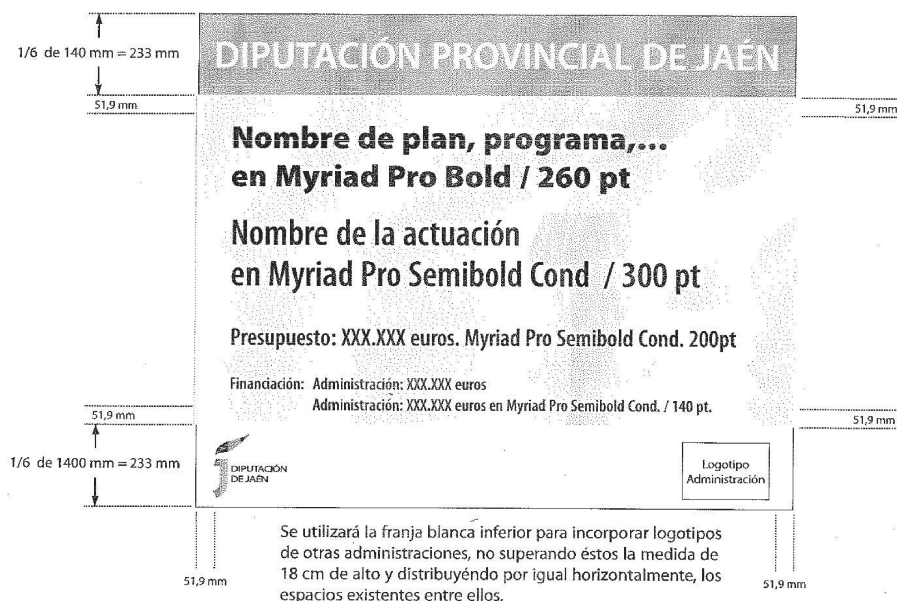 1/6 de 140 mm = 233 mm
DIPUTACIÓN PROVINCIAL DE JAÉN
51,9 mm
51,9 mm
Nombre de plan, programa,...
en Myriad Pro Bold / 260 pt
Nombre de la actuación
en Myriad Pro Semibold Cond / 300 pt
Presupuesto: XXX.XXX euros. Myriad Pro Semibold Cond. 200pt
Financiación: Administración: XXX.XXX euros
Administración: XXX.XXX euros en Myriad Pro Semibold Cond. / 140 pt.
51,9 mm
51,9 mm
1/6 de 1400 mm = 233 mm
DIPUTACIÓN
DE JAÉN
Logotipo
Administración
Se utilizará la franja blanca inferior para incorporar logotipos
de otras administraciones, no superando éstos la medida de
18 cm de alto y distribuyéndo por igual horizontalmente, los
espacios existentes entre ellos.
51,9 mm
51,9 mm